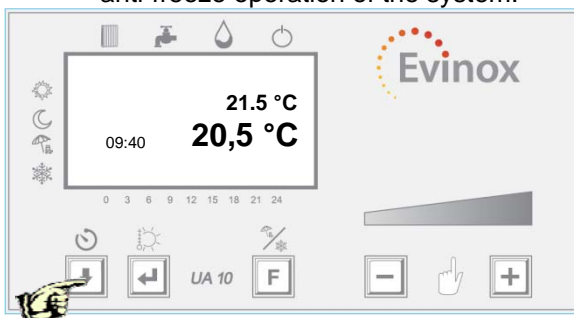 anti-freeze operation of the system.
Evinox
21.5 °C
09:40 20,5 °C
0 3 6 9 12 15 18 21 24
UA 10 F - +